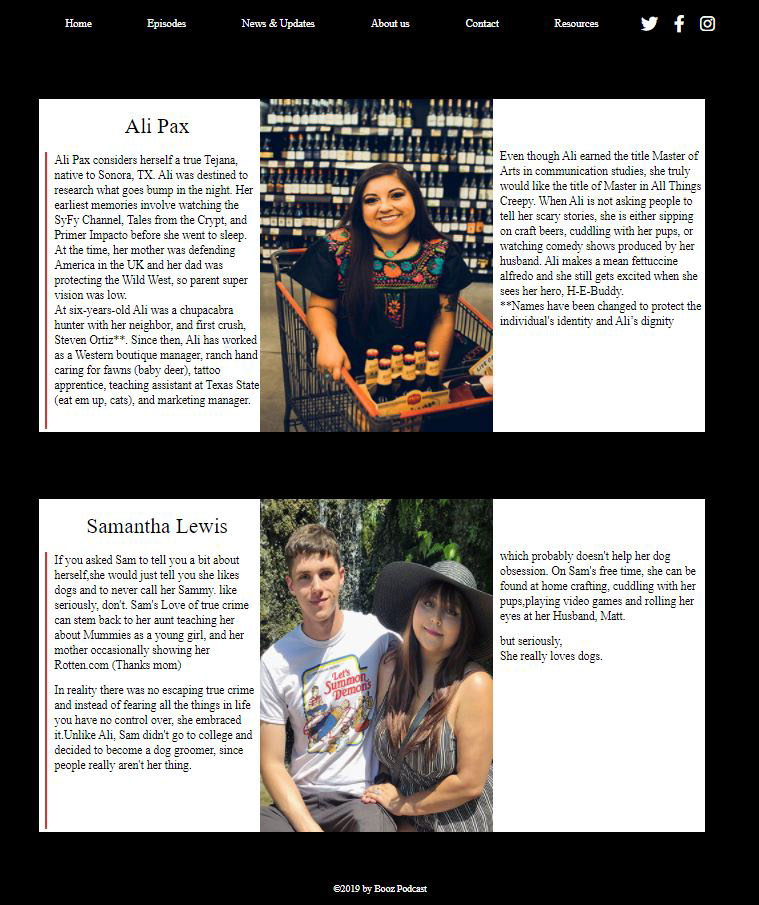 Home Episodes News & Updates About us Contact Resources
Ali Pax
Ali Pax considers herself a true Tejana,
native to Sonora, TX. Ali was destined to
research what goes bump in the night. Her
earliest memories involve watching the
SyFy Channel, Tales from the Crypt, and
Primer Impacto before she went to sleep.
At the time, her mother was defending
America in the UK and her dad was
protecting the Wild West, so parent super
vision was low.
At six-years-old Ali was a chupacabra
hunter with her neighbor, and first crush,
Steven Ortiz**. Since then, Ali has worked
as a Western boutique manager, ranch hand
caring for fawns (baby deer), tattoo
apprentice, teaching assistant at Texas State
(eat em up, cats), and marketing manager.
Even though Ali earned the title Master of
Arts in communication studies, she truly
would like the title of Master in All Things
Creepy. When Ali is not asking people to
tell her scary stories, she is either sipping
on craft beers, cuddling with her pups, or
watching comedy shows produced by her
husband. Ali makes a mean fettuccine
alfredo and she still gets excited when she
sees her hero, H-E-Buddy.
**Names have been changed to protect the
individual's identity and Ali’s dignity
Samantha Lewis
If you asked Sam to tell you a bit about
herself,she would just tell you she likes
dogs and to never call her Sammy. like
seriously, don't. Sam's Love of true crime
can stem back to her aunt teaching her
about Mummies as a young girl, and her
mother occasionally showing her
Rotten.com (Thanks mom)
In reality there was no escaping true crime
and instead of fearing all the things in life
you have no control over, she embraced
it.Unlike Ali, Sam didn't go to college and
decided to become a dog groomer, since
people really aren't her thing.
Let's
Summon
Demons
which probably doesn't help her dog
obsession. On Sam's free time, she can be
found at home crafting, cuddling with her
pups,playing video games and rolling her
eyes at her Husband, Matt.
but seriously,
She really loves dogs.
©2019 by Booz Podcast